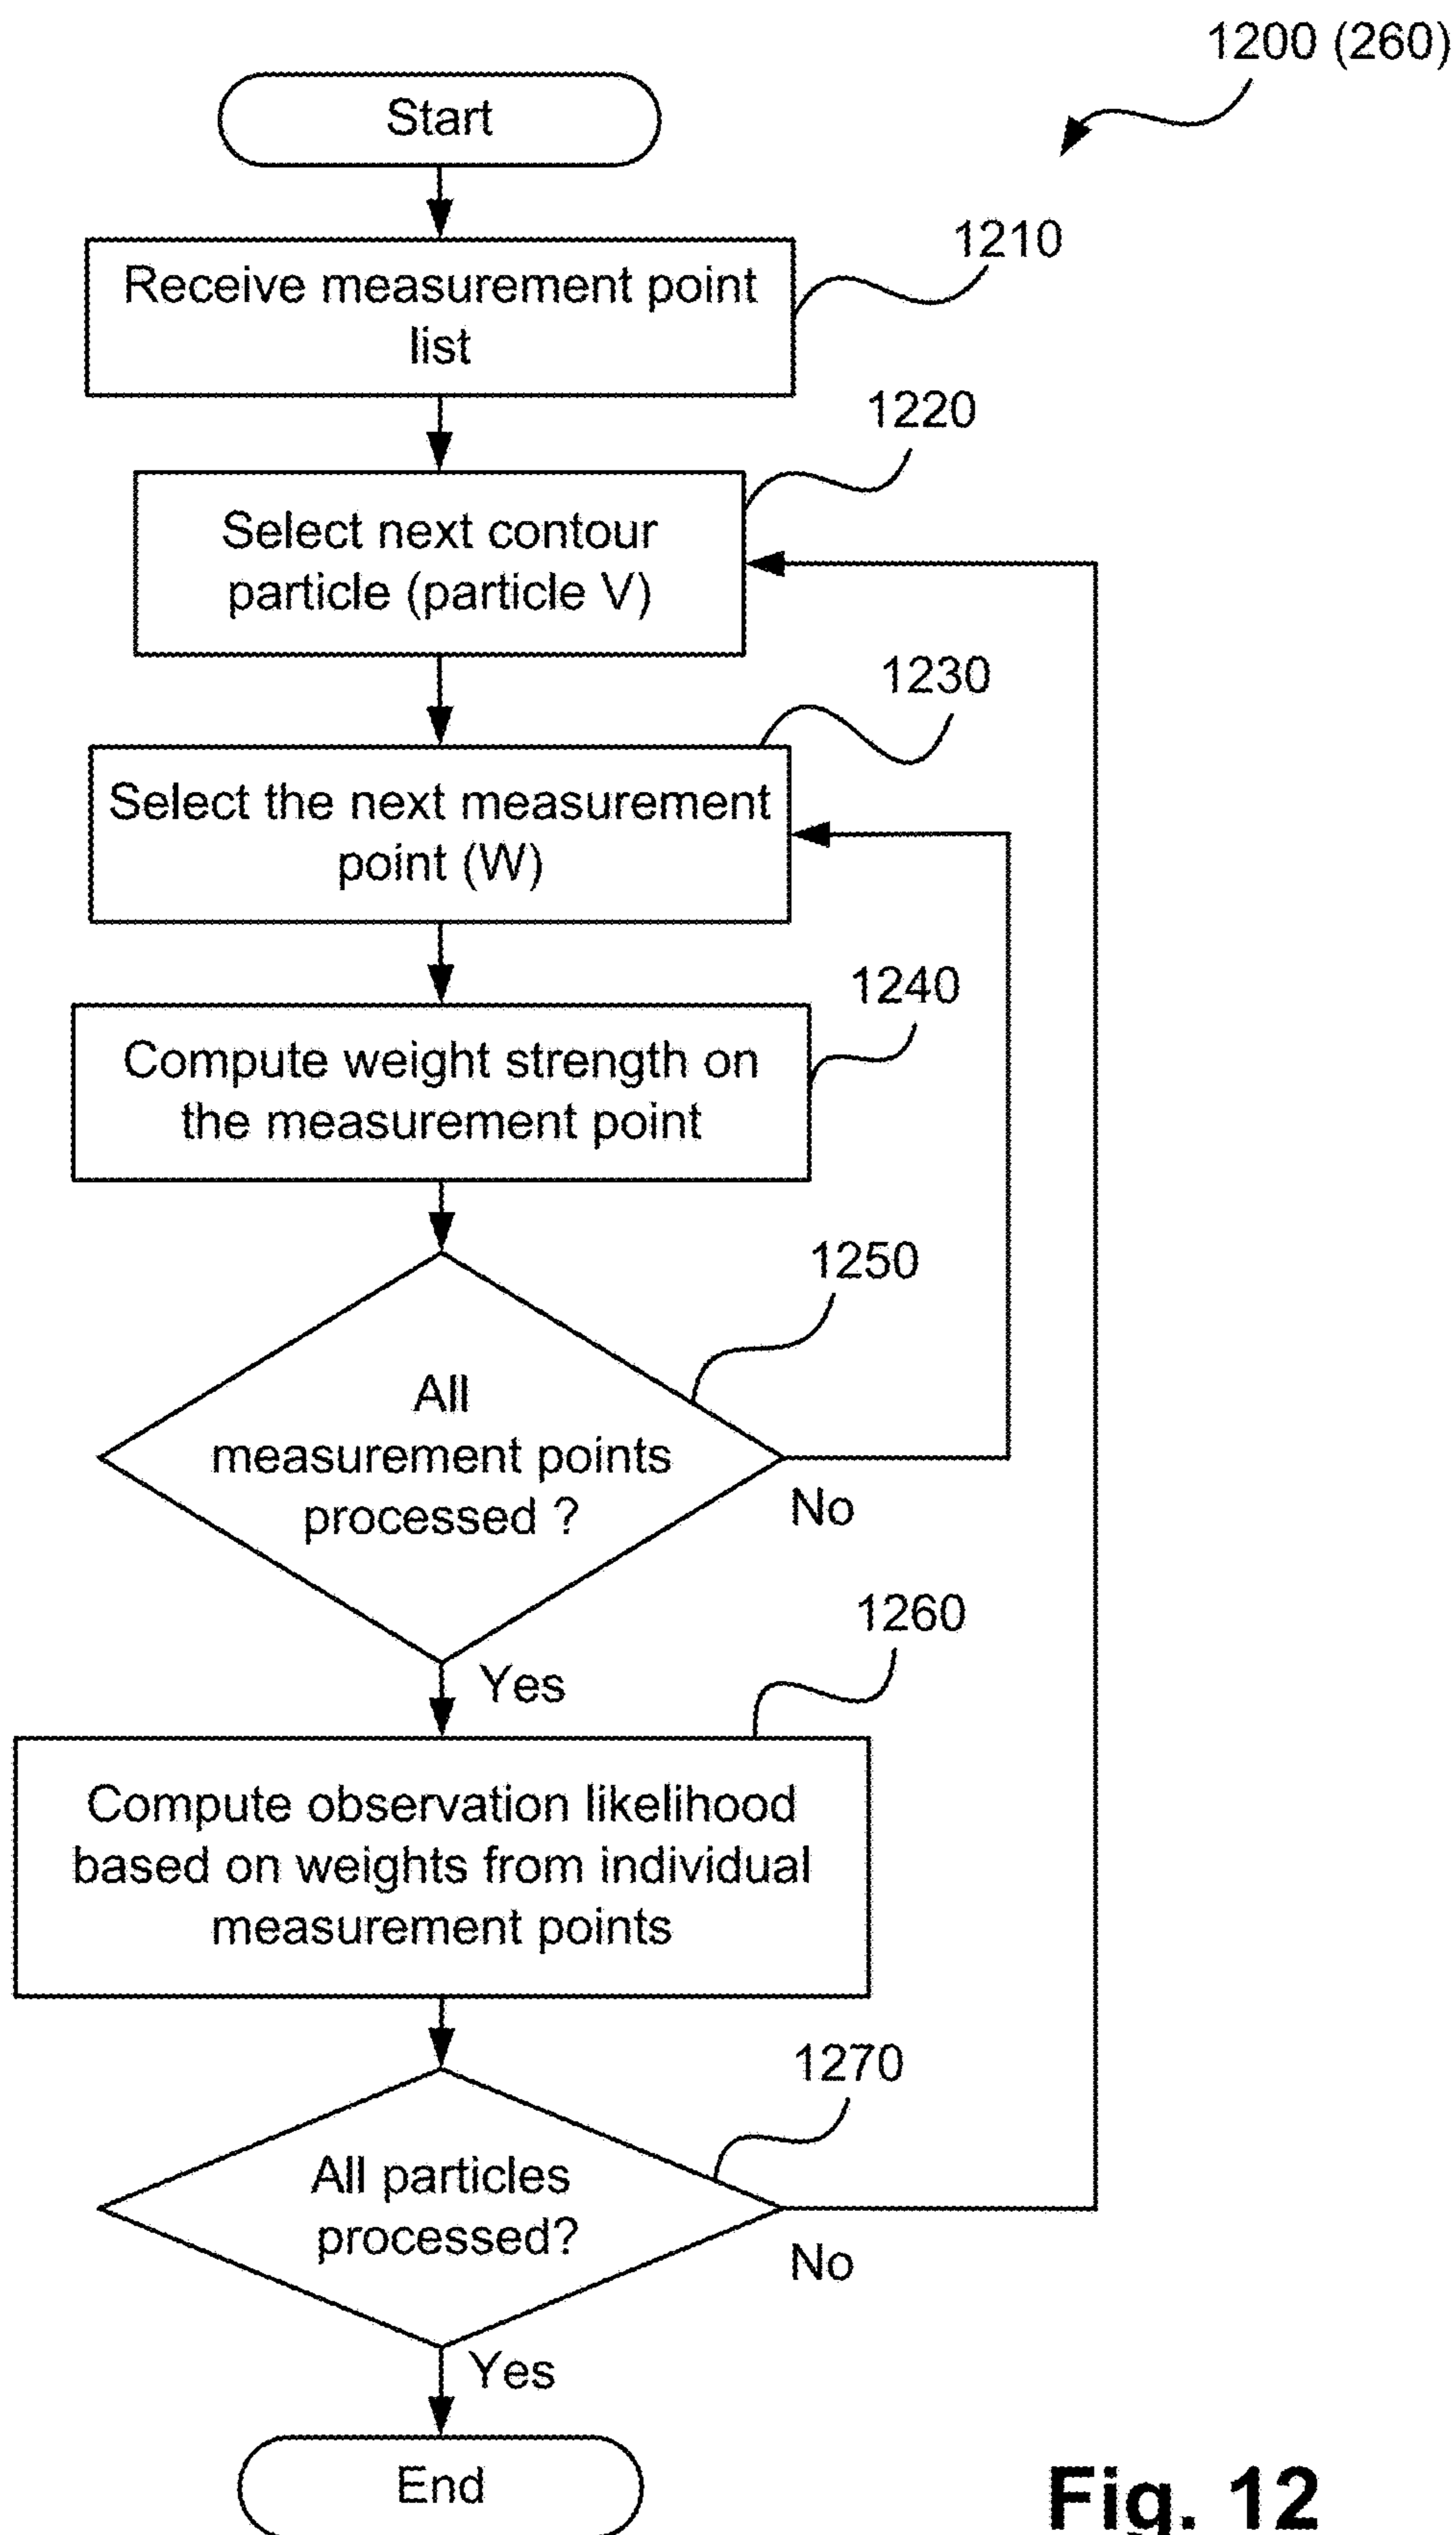 1200 (260)
Start
1210
Receive measurement point
list
1220
Select next contour
particle (particle V)
1230
Select the next measurement
point (W)
1240
Compute weight strength on
the measurement point
1250
All
measurement points
processed ?
No
1260
Yes
Compute observation likelihood
based on weights from individual
measurement points
1270
All particles
processed?
No
Yes
End
Fig. 12